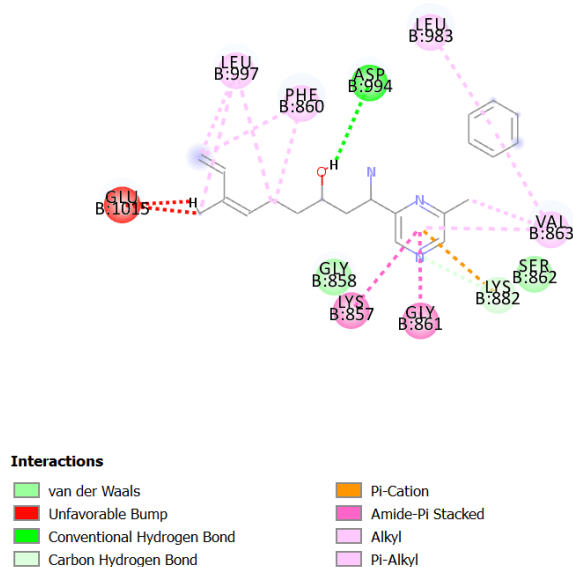 LEU
B:983
LEU
B:997
ASP
B:994
PHE
B:860
H
O
N
H
GLU
B:1015
N
VAL
B:863
N
GLY
B:858
SER
B:862
LYS
B:882
LYS
B:857
GLY
B:861
Interactions
van der Waals
Unfavorable Bump
Conventional Hydrogen Bond
Carbon Hydrogen Bond
Pi-Cation
Amide-Pi Stacked
Alkyl
Pi-Alkyl